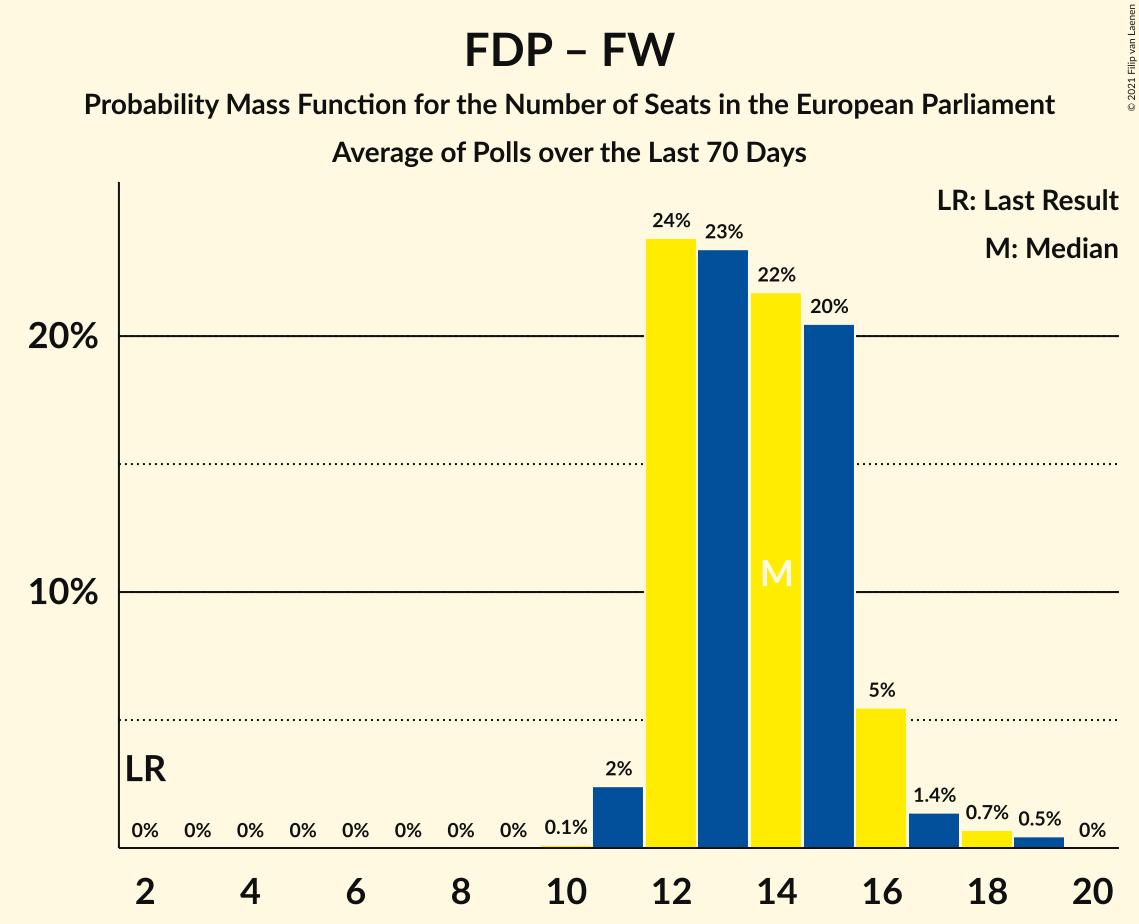 FDP – FW
Probability Mass Function for the Number of Seats in the European Parliament
Average of Polls over the Last 70 Days
© 2021 Filip van Laenen
LR: Last Result
M: Median
24%
23%
22%
20%
20%
M
10%
5%
LR
2%
1.4%
0.7%
0.5%
0% 0% 0% 0% 0% 0% 0% 0% 0.1% 0%
2 4 6 8 10 12 14 16 18 20